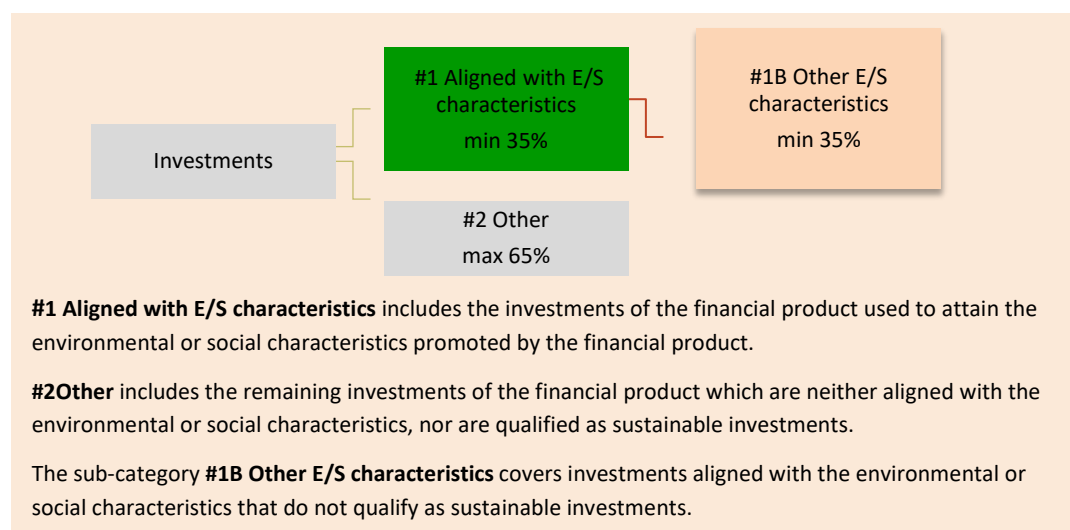 #1 Aligned with E/S
characteristics
min 35%
#1B Other E/S
characteristics
min 35%
Investments
#2 Other
max 65%
#1 Aligned with E/S characteristics includes the investments of the financial product used to attain the
environmental or social characteristics promoted by the financial product.
#2Other includes the remaining investments of the financial product which are neither aligned with the
environmental or social characteristics, nor are qualified as sustainable investments.
The sub-category #1B Other E/S characteristics covers investments aligned with the environmental or
social characteristics that do not qualify as sustainable investments.